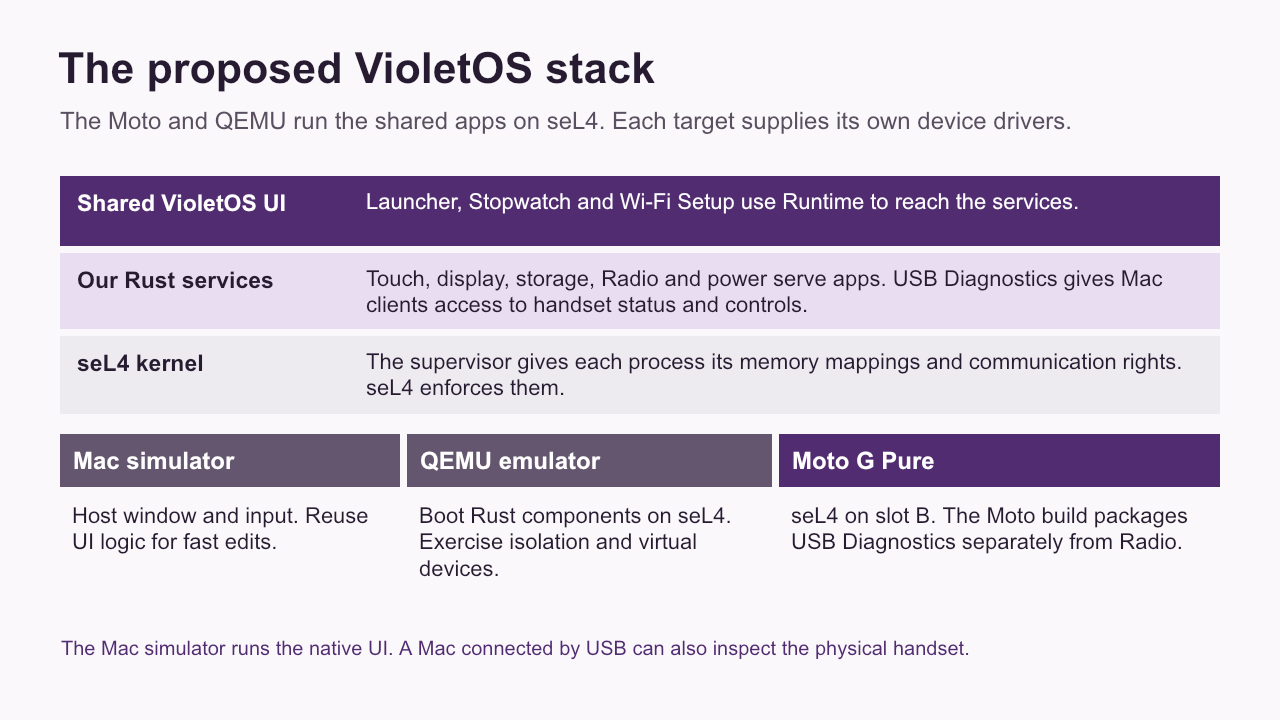 The proposed VioletOS stack
The Moto and QEMU run the shared apps on seL4. Each target supplies its own device drivers.
Shared VioletOS UI
Launcher, Stopwatch and Wi-Fi Setup use Runtime to reach the services.
Our Rust services
Touch, display, storage, Radio and power serve apps. USB Diagnostics gives Mac
clients access to handset status and controls.
seL4 kernel
The supervisor gives each process its memory mappings and communication rights.
seL4 enforces them.
Mac simulator
Host window and input. Reuse
UI logic for fast edits.
QEMU emulator
Boot Rust components on seL4.
Exercise isolation and virtual
devices.
Moto G Pure
seL4 on slot B. The Moto build packages
USB Diagnostics separately from Radio.
The Mac simulator runs the native UI. A Mac connected by USB can also inspect the physical handset.